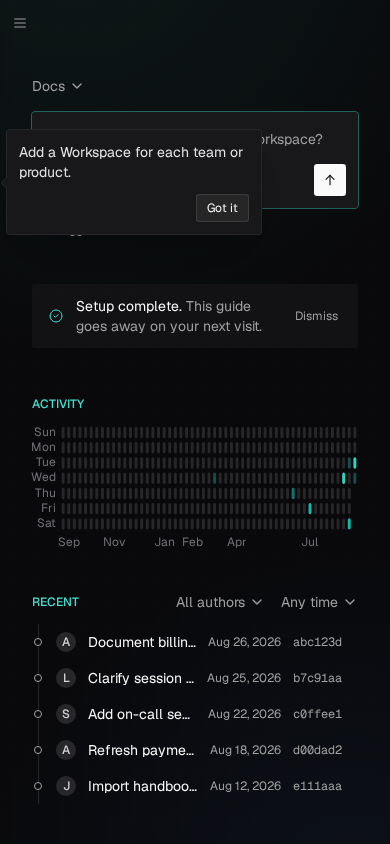 Docs
orkspace?
Add a Workspace for each team or
product.
Got it
Setup complete. This guide
goes away on your next visit.
Dismiss
ACTIVITY
Sun
Mon
Tue
Wed
Thu
Fri
Sat
Sep Nov Jan Feb Apr Jul
RECENT All authors Any time
A Document billin... Aug 26, 2026 abc123d
L Clarify session ... Aug 25, 2026 b7c91aa
S Add on-call se... Aug 22, 2026 c0ffee1
A Refresh payme... Aug 18, 2026 d00dad2
J Import handboo... Aug 12, 2026 e111aaa